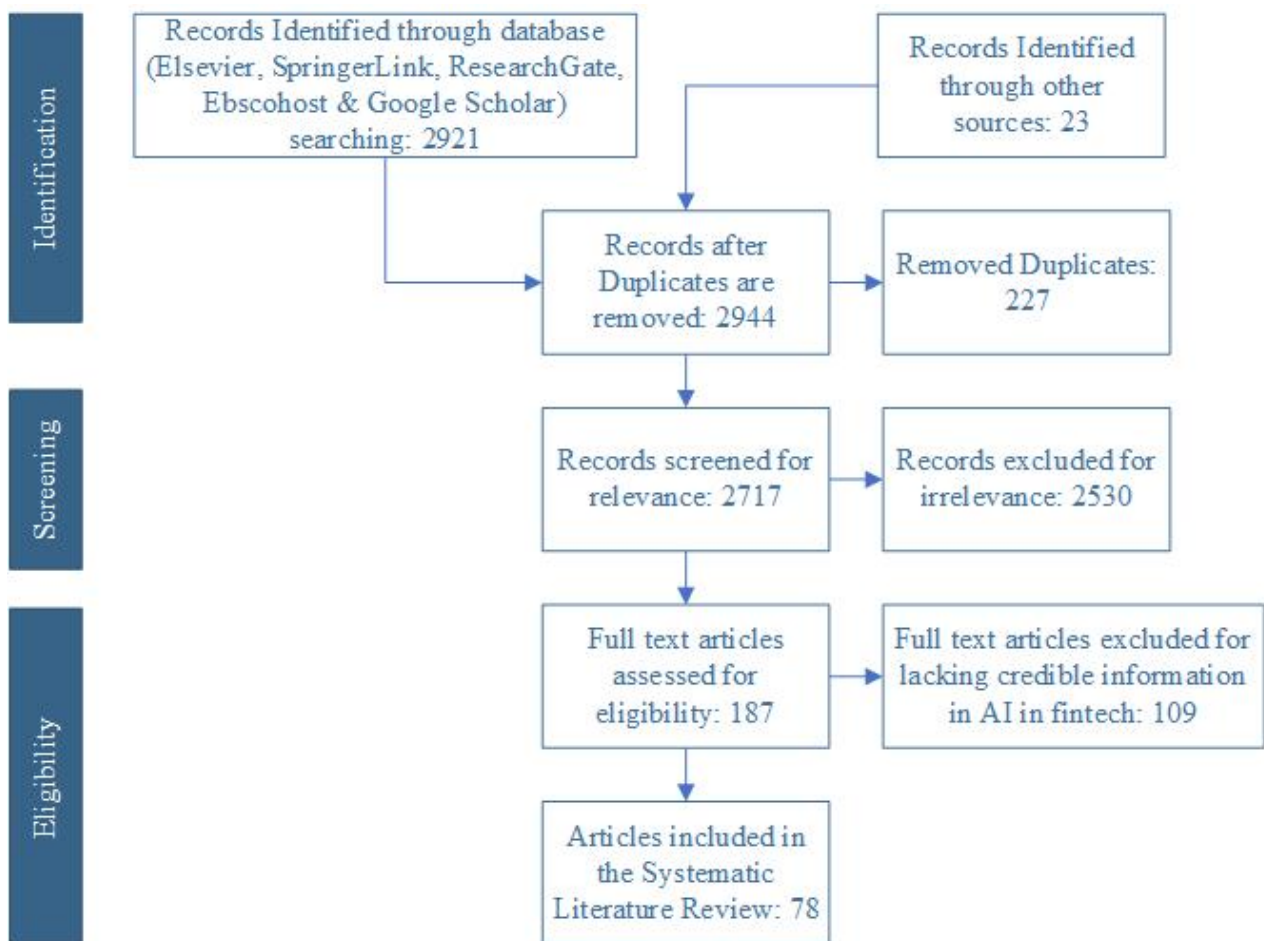 Identification
Records Identified through database
(Elsevier, SpringerLink, ResearchGate,
Ebscohost & Google Scholar)
searching: 2921
Records Identified
through other
sources: 23
Records after
Duplicates are
removed: 2944
Removed Duplicates:
227
Screening
Records screened for
relevance: 2717
Records excluded for
irrelevance: 2530
Eligibility
Full text articles
assessed for
eligibility: 187
Full text articles excluded for
lacking credible information
in AI in fintech: 109
Articles included in
the Systematic
Literature Review: 78